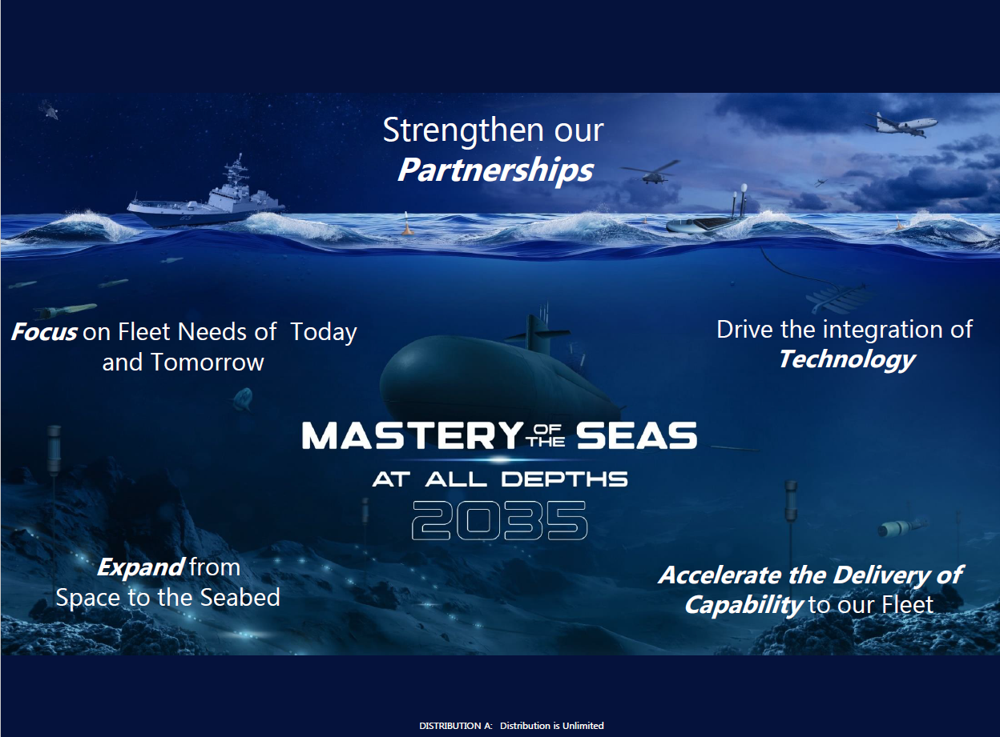 Strengthen our
Partnerships
Focus on Fleet Needs of  Today
and Tomorrow
Drive the integration of
Technology
MASTERY OF THE SEAS
AT ALL DEPTHS
2035
Expand from
Space to the Seabed
Accelerate the Delivery of
Capability to our Fleet
DISTRIBUTION A:  Distribution is Unlimited